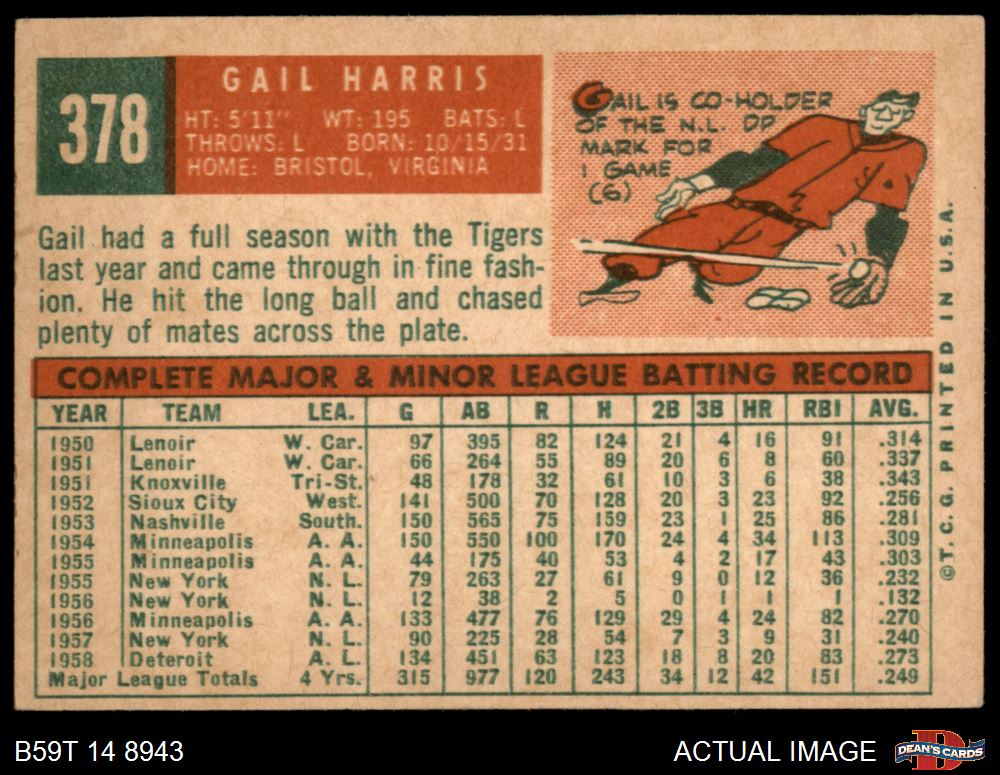 378
GAIL HARRIS
HT: 5'11" WT: 195 BATS: L
THROWS: L BORN: 10/15/31
HOME: BRISTOL, VIRGINIA
GAIL IS CO-HOLDER
OF THE N.L. DP
MARK FOR
1 GAME
(6)
Gail had a full season with the Tigers
last year and came through in fine fash-
ion. He hit the long ball and chased
plenty of mates across the plate.
COMPLETE MAJOR & MINOR LEAGUE BATTING RECORD
YEAR TEAM LEA. G AB R H 2B 3B HR RBI AVG.
1950 Lenoir W. Car. 97 395 82 124 21 4 16 91 .314
1951 Lenoir W. Car. 66 264 55 89 20 6 8 60 .337
1951 Knoxville Tri-St. 48 178 32 61 10 3 6 38 .343
1952 Sioux City West. 141 500 70 128 20 3 23 92 .256
1953 Nashville South. 150 565 75 159 23 1 25 86 .281
1954 Minneapolis A. A. 150 550 100 170 24 4 34 113 .309
1955 Minneapolis A. A. 44 175 40 53 4 2 17 43 .303
1955 New York N. L. 79 263 27 61 9 0 12 36 .232
1956 New York N. L. 12 38 2 5 0 1 1 1 .132
1956 Minneapolis A. A. 133 477 76 129 29 4 24 82 .270
1957 New York N. L. 90 225 28 54 7 3 9 31 .240
1958 Deteroit A. L. 134 451 63 123 18 8 20 83 .273
Major League Totals 4 Yrs. 315 977 120 243 34 12 42 151 .249
©T. C. G. PRINTED IN U.S.A.
B59T 14 8943
ACTUAL IMAGE
DEAN'S CARDS